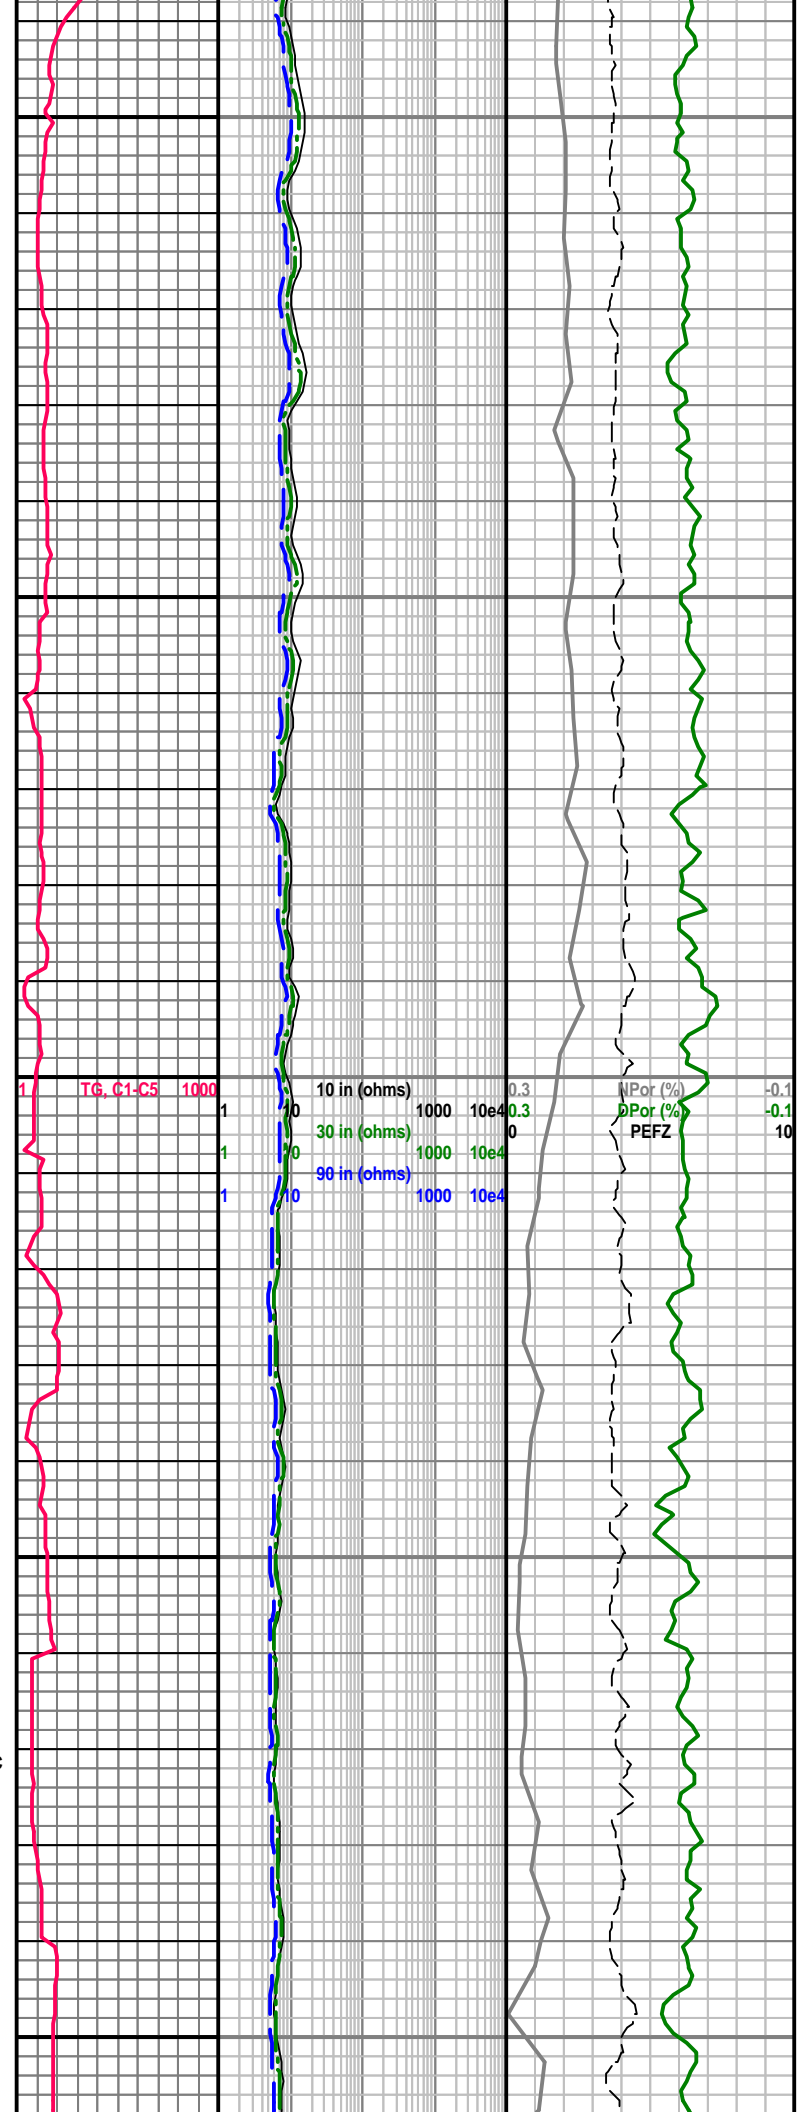 1 TG, C1-C5 1000 10 in (ohms) 0.3 NPor (%) -0.1
1 10 1000 10e4 0.3 DPor (%) -0.1
30 in (ohms) 0 PEFZ 10
1 10 1000 10e4
90 in (ohms)
1 10 1000 10e4